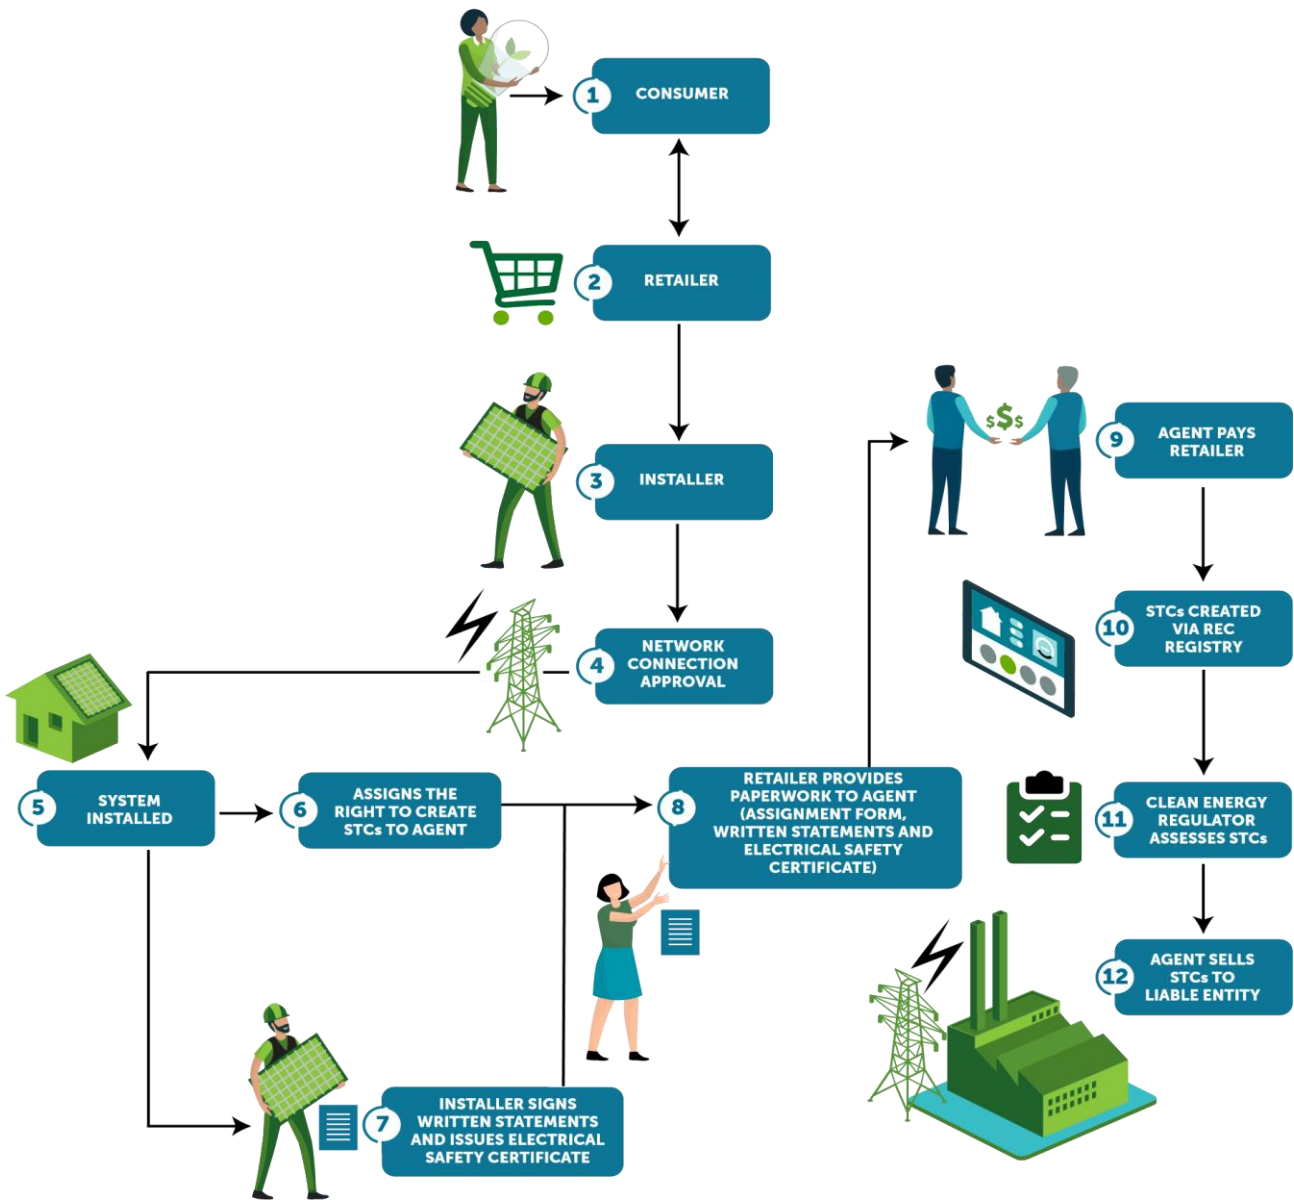 1
CONSUMER
2
RETAILER
3
INSTALLER
4
NETWORK
CONNECTION
APPROVAL
5
SYSTEM
INSTALLED
6
ASSIGNS THE
RIGHT TO CREATE
STCs TO AGENT
7
INSTALLER SIGNS
WRITTEN STATEMENTS
AND ISSUES ELECTRICAL
SAFETY CERTIFICATE
8
RETAILER PROVIDES
PAPERWORK TO AGENT
(ASSIGNMENT FORM,
WRITTEN STATEMENTS AND
ELECTRICAL SAFETY
CERTIFICATE)
$$$
9
AGENT PAYS
RETAILER
10
STCs CREATED
VIA REC
REGISTRY
11
CLEAN ENERGY
REGULATOR
ASSESSES STCs
12
AGENT SELLS
STCs TO
LIABLE ENTITY